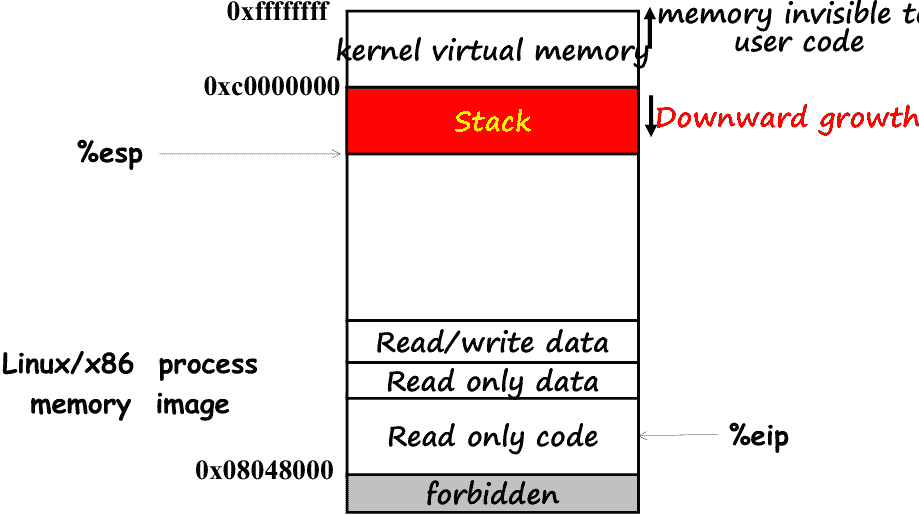 0xffffffff
memory invisible to
user code
kernel virtual memory
0xc0000000
Stack
Downward growth
%esp
Read/write data
Linux/x86 process
memory image
Read only data
Read only code
%eip
0x08048000
forbidden